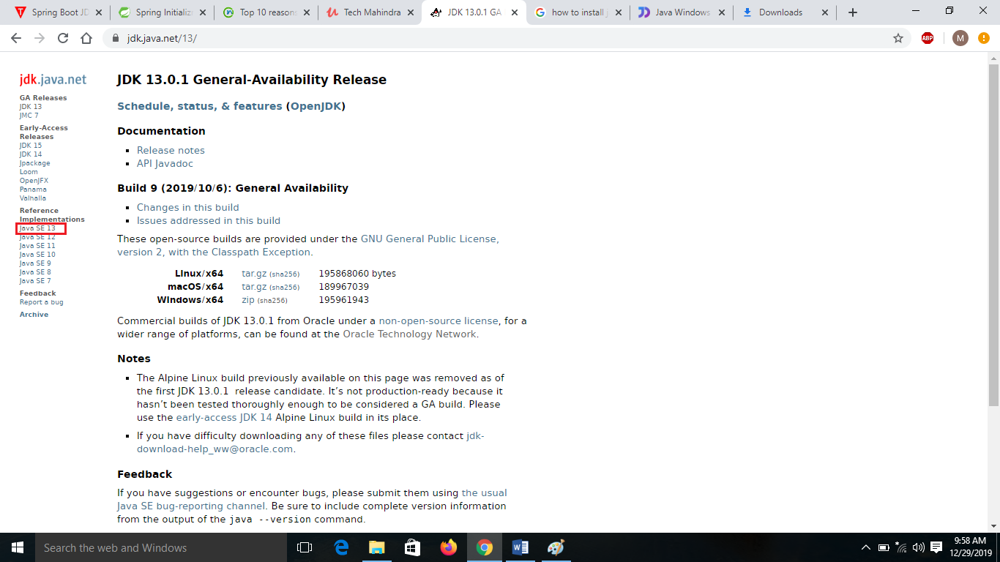 Spring Boot JD
Spring Initializ
Top 10 reasons
Tech Mahindra
JDK 13.0.1 GA
how to install j
Java Windows
Downloads
jdk.java.net/13/
ABP
M
jdk.java.net
GA Releases
JDK 13
JMC 7
Early-Access
Releases
JDK 15
JDK 14
Jpackage
Loom
OpenJFX
Panama
Valhalla
Reference
Implementations
Java SE 13
Java SE 12
Java SE 11
Java SE 10
Java SE 9
Java SE 8
Java SE 7
Feedback
Report a bug
Archive
JDK 13.0.1 General-Availability Release
Schedule, status, & features (OpenJDK)
Documentation
▪ Release notes
▪ API Javadoc
Build 9 (2019/10/6): General Availability
▪ Changes in this build
▪ Issues addressed in this build
These open-source builds are provided under the GNU General Public License,
version 2, with the Classpath Exception.
Linux/x64 tar.gz (sha256) 195868060 bytes
macOS/x64 tar.gz (sha256) 189967039
Windows/x64 zip (sha256) 195961943
Commercial builds of JDK 13.0.1 from Oracle under a non-open-source license, for a
wider range of platforms, can be found at the Oracle Technology Network.
Notes
▪ The Alpine Linux build previously available on this page was removed as of
the first JDK 13.0.1 release candidate. It’s not production-ready because it
hasn’t been tested thoroughly enough to be considered a GA build. Please
use the early-access JDK 14 Alpine Linux build in its place.
▪ If you have difficulty downloading any of these files please contact jdk-
download-help_ww@oracle.com.
Feedback
If you have suggestions or encounter bugs, please submit them using the usual
Java SE bug-reporting channel. Be sure to include complete version information
from the output of the java --version command.
Search the web and Windows
9:58 AM
12/29/2019